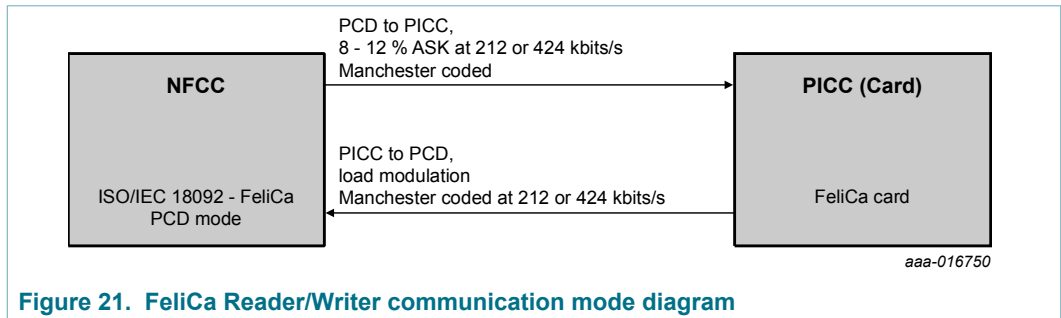 PCD to PICC,
8 - 12 % ASK at 212 or 424 kbits/s
Manchester coded
NFCC
PICC (Card)
PICC to PCD,
load modulation
Manchester coded at 212 or 424 kbits/s
ISO/IEC 18092 - FeliCa
PCD mode
FeliCa card
aaa-016750
Figure 21. FeliCa Reader/Writer communication mode diagram